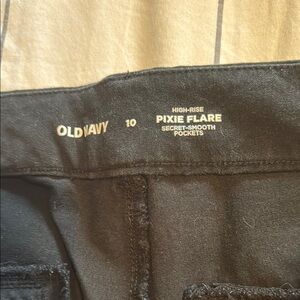 OLD NAVY 10
HIGH-RISE
PIXIE FLARE
SECRET-SMOOTH
POCKETS